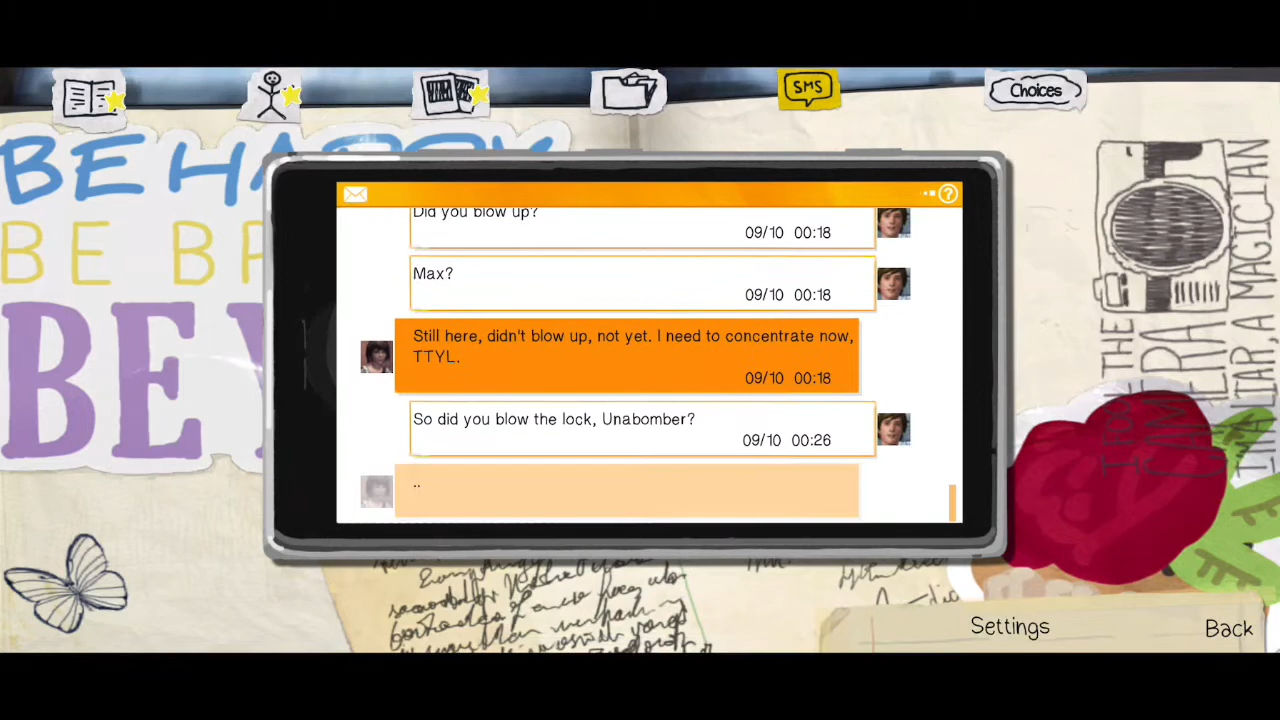 SMS
Choices
BE HAPPY
BE BR
BE
Did you blow up?
09/10 00:18
Max?
09/10 00:18
Still here, didn't blow up, not yet. I need to concentrate now,
TTYL.
09/10 00:18
So did you blow the lock, Unabomber?
09/10 00:26
..
THE
CAMERA
A MAGICIAN
Settings
Back